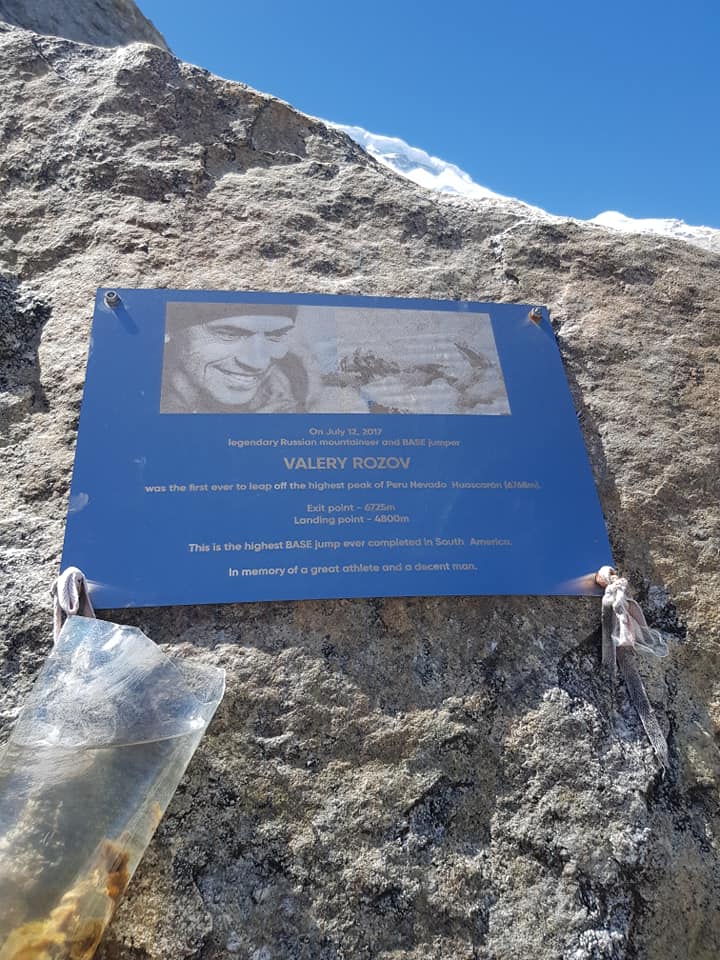 On July 12, 2017
legendary Russian mountaineer and BASE jumper
VALERY ROZOV
was the first ever to leap off the highest peak of Peru Nevado Huascarán (6768m).
Exit point - 6725m
Landing point - 4800m
This is the highest BASE jump ever completed in South America.
In memory of a great athlete and a decent man.